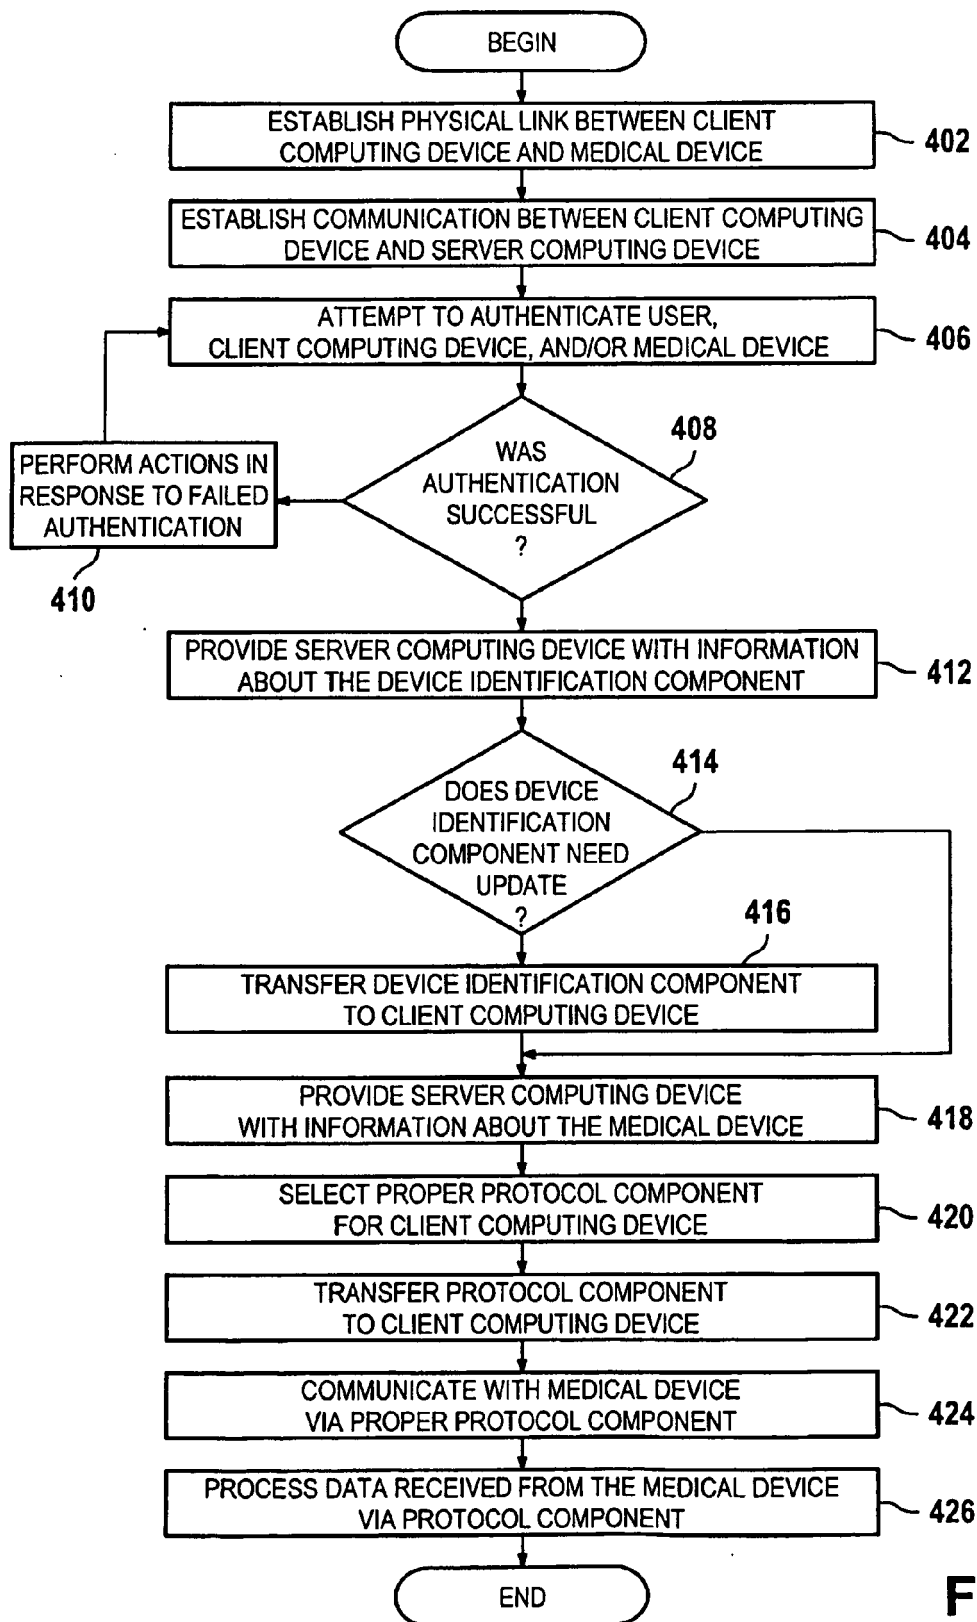 BEGIN
ESTABLISH PHYSICAL LINK BETWEEN CLIENT
COMPUTING DEVICE AND MEDICAL DEVICE
402
ESTABLISH COMMUNICATION BETWEEN CLIENT COMPUTING
DEVICE AND SERVER COMPUTING DEVICE
404
ATTEMPT TO AUTHENTICATE USER,
CLIENT COMPUTING DEVICE, AND/OR MEDICAL DEVICE
406
WAS
AUTHENTICATION
SUCCESSFUL
?
408
PERFORM ACTIONS IN
RESPONSE TO FAILED
AUTHENTICATION
410
PROVIDE SERVER COMPUTING DEVICE WITH INFORMATION
ABOUT THE DEVICE IDENTIFICATION COMPONENT
412
DOES DEVICE
IDENTIFICATION
COMPONENT NEED
UPDATE
?
414
416
TRANSFER DEVICE IDENTIFICATION COMPONENT
TO CLIENT COMPUTING DEVICE
PROVIDE SERVER COMPUTING DEVICE
WITH INFORMATION ABOUT THE MEDICAL DEVICE
418
SELECT PROPER PROTOCOL COMPONENT
FOR CLIENT COMPUTING DEVICE
420
TRANSFER PROTOCOL COMPONENT
TO CLIENT COMPUTING DEVICE
422
COMMUNICATE WITH MEDICAL DEVICE
VIA PROPER PROTOCOL COMPONENT
424
PROCESS DATA RECEIVED FROM THE MEDICAL DEVICE
VIA PROTOCOL COMPONENT
426
END
F